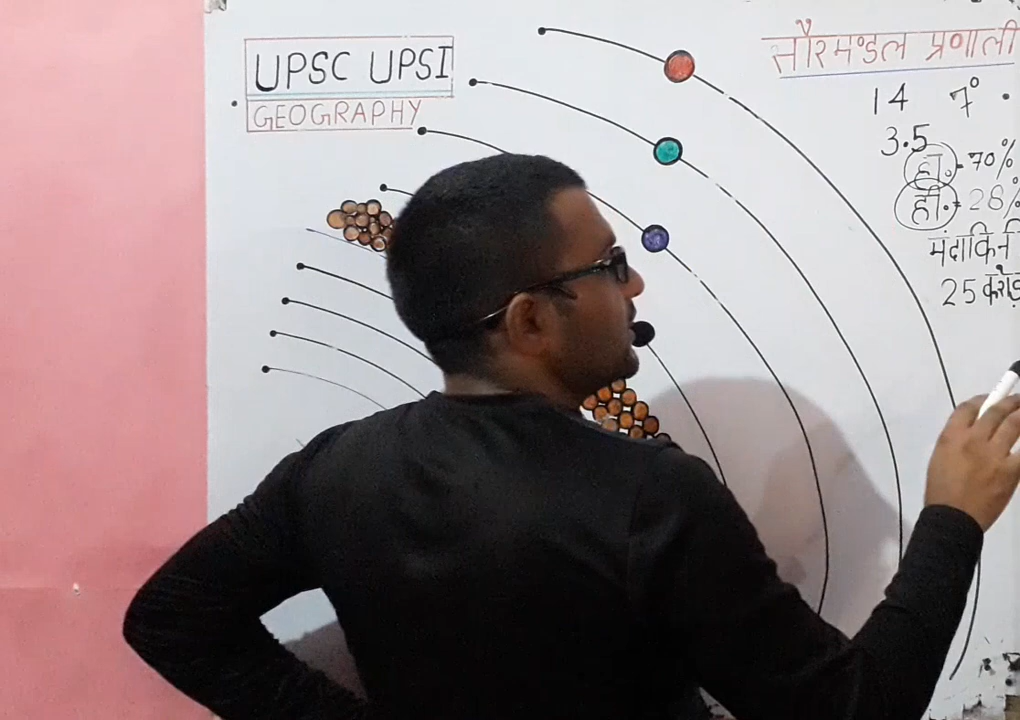 UPSC UPSI
GEOGRAPHY
सौरमण्डल प्रणाली
14 7°
3.5
हा. - 70%
ही. - 28%
मंदाकिनी
25 करोड़